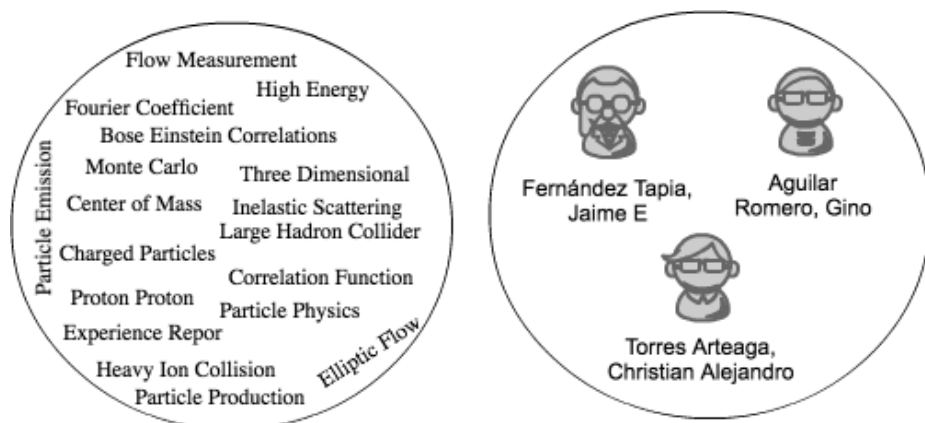 Flow Measurement
High Energy
Fourier Coefficient
Bose Einstein Correlations
Particle Emission
Monte Carlo
Three Dimensional
Center of Mass
Inelastic Scattering
Large Hadron Collider
Charged Particles
Correlation Function
Proton Proton
Particle Physics
Experience Repor
Elliptic Flow
Heavy Ion Collision
Particle Production
Fernández Tapia,
Jaime E
Aguilar
Romero, Gino
Torres Arteaga,
Christian Alejandro